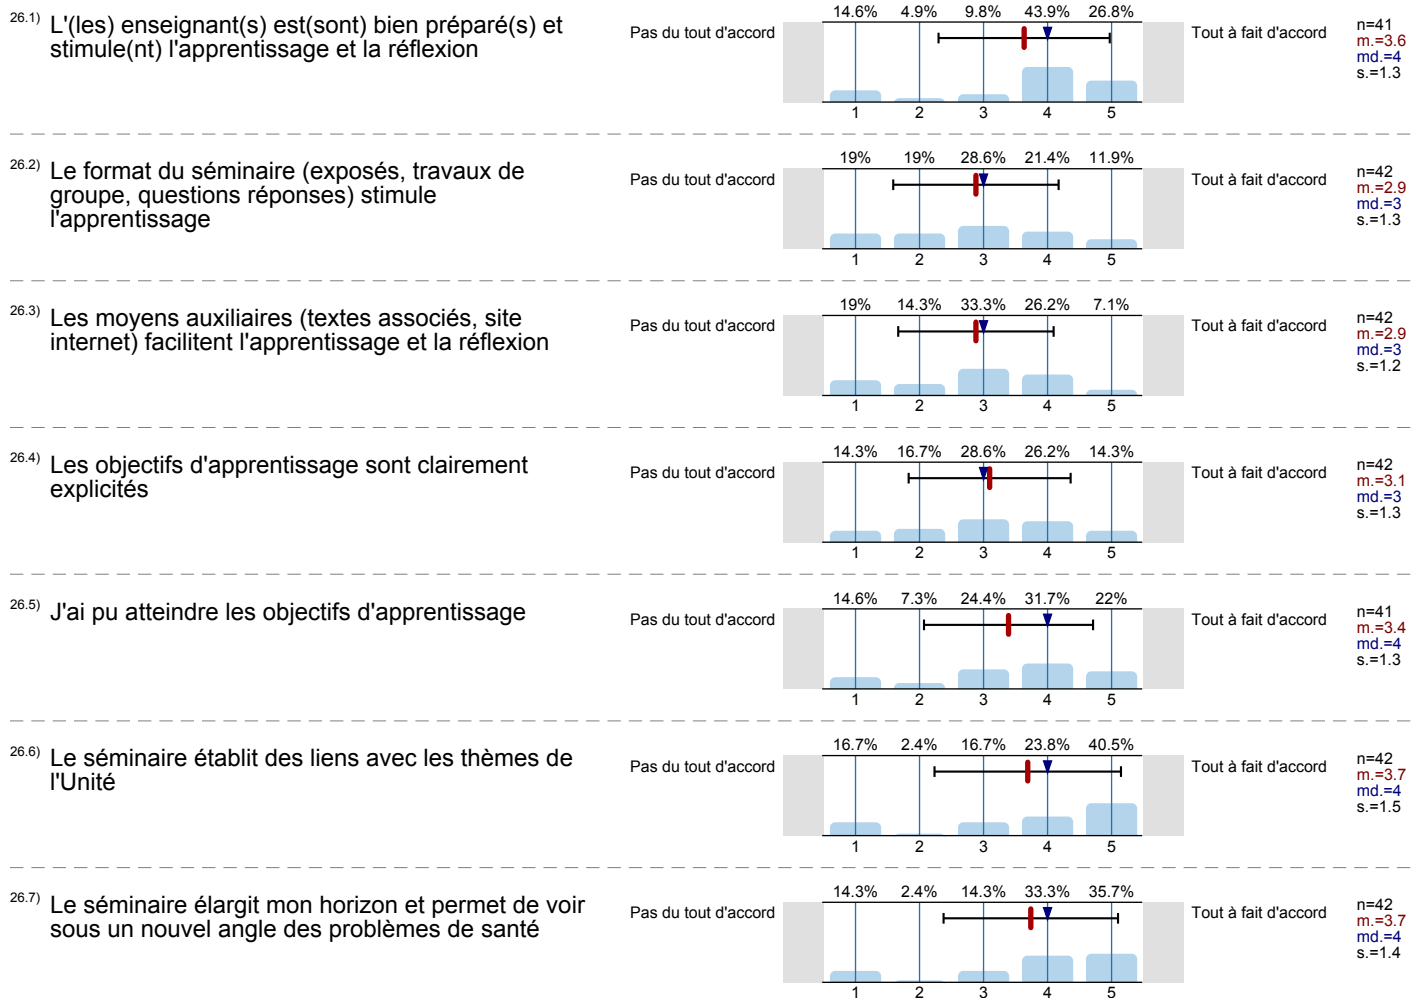 26.1) L'(les) enseignant(s) est(sont) bien préparé(s) et
stimule(nt) l'apprentissage et la réflexion
Pas du tout d'accord
14.6% 4.9% 9.8% 43.9% 26.8%
1 2 3 4 5
Tout à fait d'accord
n=41
m.=3.6
md.=4
s.=1.3
26.2) Le format du séminaire (exposés, travaux de
groupe, questions réponses) stimule
l'apprentissage
Pas du tout d'accord
19% 19% 28.6% 21.4% 11.9%
1 2 3 4 5
Tout à fait d'accord
n=42
m.=2.9
md.=3
s.=1.3
26.3) Les moyens auxiliaires (textes associés, site
internet) facilitent l'apprentissage et la réflexion
Pas du tout d'accord
19% 14.3% 33.3% 26.2% 7.1%
1 2 3 4 5
Tout à fait d'accord
n=42
m.=2.9
md.=3
s.=1.2
26.4) Les objectifs d'apprentissage sont clairement
explicités
Pas du tout d'accord
14.3% 16.7% 28.6% 26.2% 14.3%
1 2 3 4 5
Tout à fait d'accord
n=42
m.=3.1
md.=3
s.=1.3
26.5) J'ai pu atteindre les objectifs d'apprentissage
Pas du tout d'accord
14.6% 7.3% 24.4% 31.7% 22%
1 2 3 4 5
Tout à fait d'accord
n=41
m.=3.4
md.=4
s.=1.3
26.6) Le séminaire établit des liens avec les thèmes de
l'Unité
Pas du tout d'accord
16.7% 2.4% 16.7% 23.8% 40.5%
1 2 3 4 5
Tout à fait d'accord
n=42
m.=3.7
md.=4
s.=1.5
26.7) Le séminaire élargit mon horizon et permet de voir
sous un nouvel angle des problèmes de santé
Pas du tout d'accord
14.3% 2.4% 14.3% 33.3% 35.7%
1 2 3 4 5
Tout à fait d'accord
n=42
m.=3.7
md.=4
s.=1.4